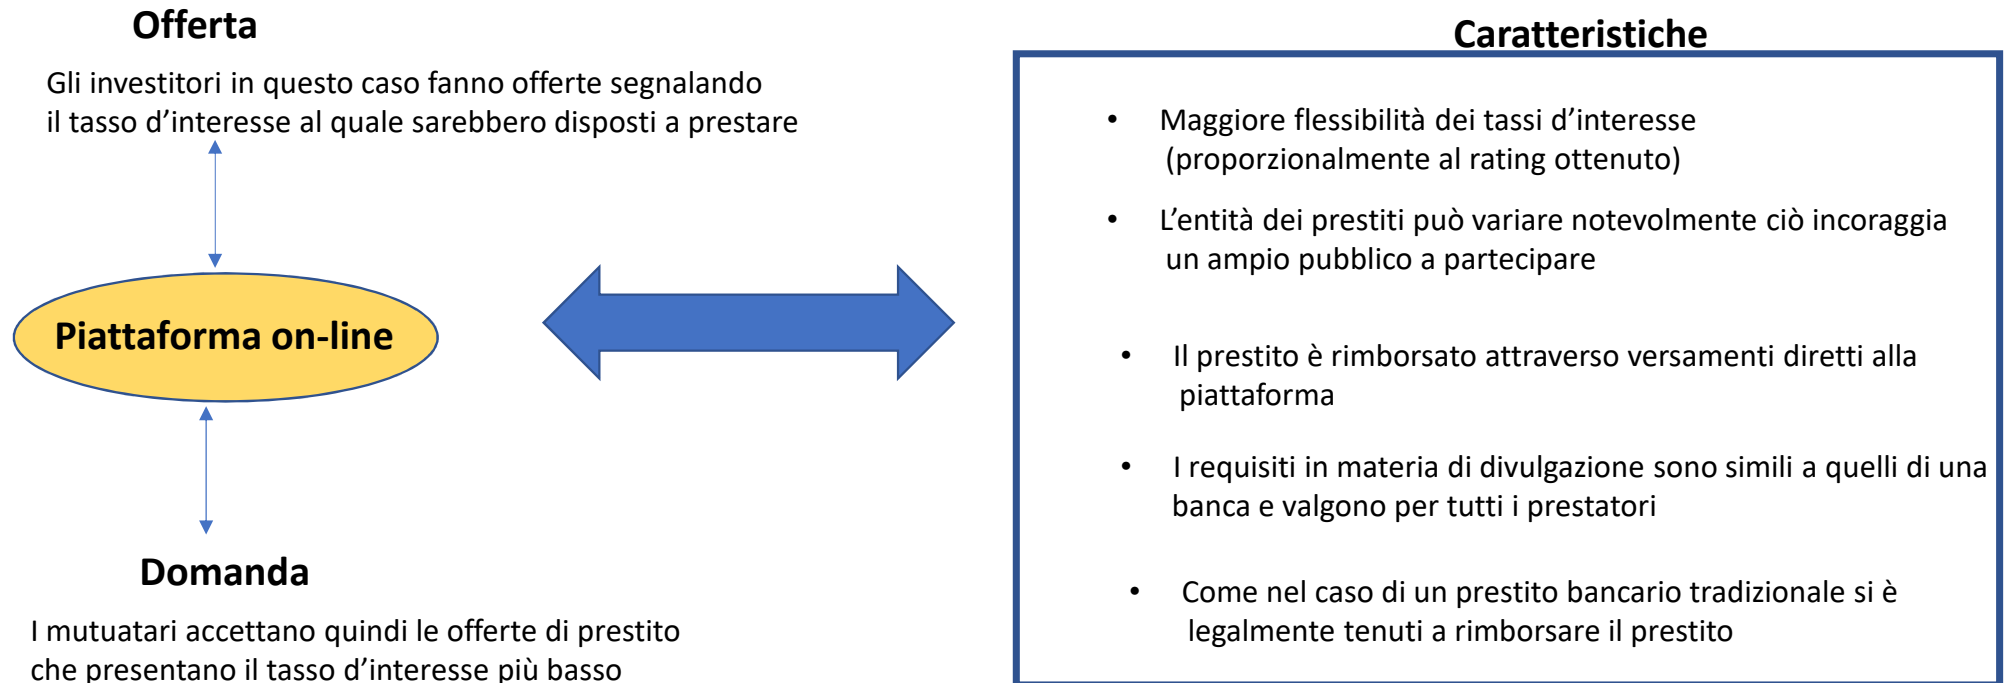 Offerta
Gli investitori in questo caso fanno offerte segnalando
il tasso d'interesse al quale sarebbero disposti a prestare
Piattaforma on-line
Domanda
I mutuatari accettano quindi le offerte di prestito
che presentano il tasso d'interesse più basso
Caratteristiche
• Maggiore flessibilità dei tassi d'interesse
(proporzionalmente al rating ottenuto)
• L'entità dei prestiti può variare notevolmente ciò incoraggia
un ampio pubblico a partecipare
• Il prestito è rimborsato attraverso versamenti diretti alla
piattaforma
• I requisiti in materia di divulgazione sono simili a quelli di una
banca e valgono per tutti i prestatori
• Come nel caso di un prestito bancario tradizionale si è
legalmente tenuti a rimborsare il prestito